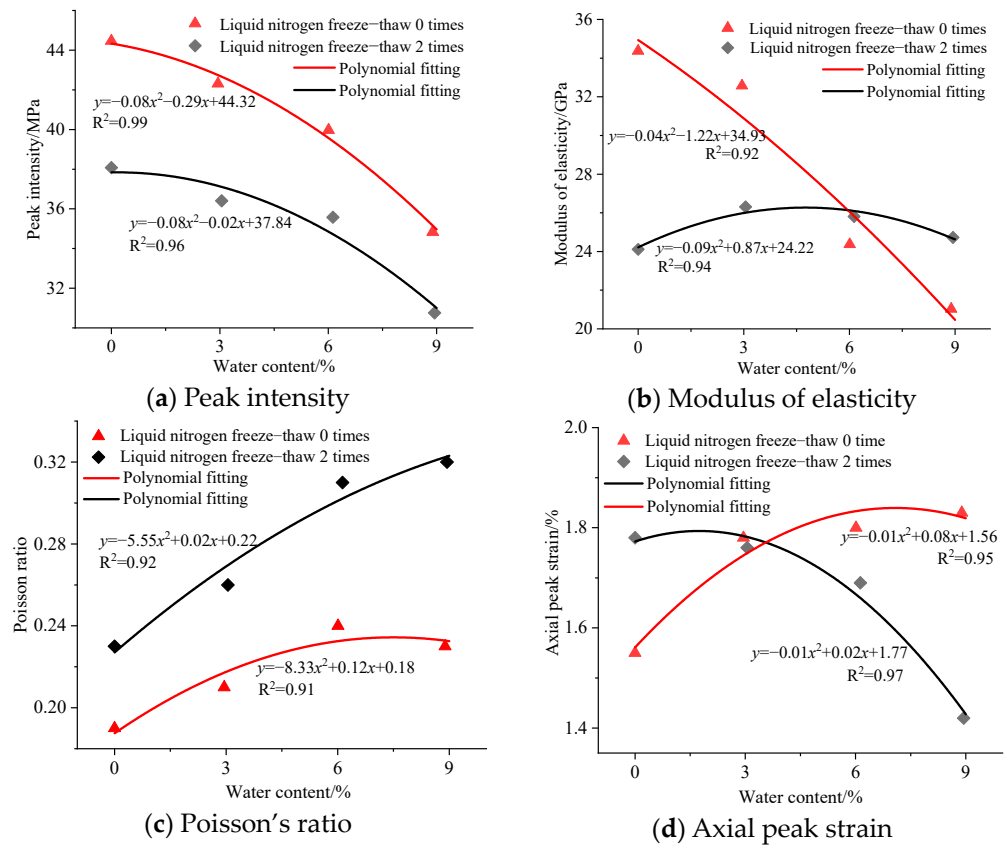 Liquid nitrogen freeze−thaw 0 times
Liquid nitrogen freeze−thaw 2 times
Polynomial fitting
Polynomial fitting
y=−0.08x²−0.29x+44.32
R²=0.99
y=−0.08x²−0.02x+37.84
R²=0.96
Peak intensity/MPa
44
40
36
32
0
3
6
9
Water content/%
(a) Peak intensity
Liquid nitrogen freeze−thaw 0 times
Liquid nitrogen freeze−thaw 2 times
Polynomial fitting
Polynomial fitting
y=−0.04x²−1.22x+34.93
R²=0.92
y=−0.09x²+0.87x+24.22
R²=0.94
Modulus of elasticity/GPa
36
32
28
24
20
0
3
6
9
Water content/%
(b) Modulus of elasticity
Liquid nitrogen freeze−thaw 0 times
Liquid nitrogen freeze−thaw 2 times
Polynomial fitting
Polynomial fitting
y=−5.55x²+0.02x+0.22
R²=0.92
y=−8.33x²+0.12x+0.18
R²=0.91
Poisson ratio
0.32
0.28
0.24
0.20
0
3
6
9
Water content/%
(c) Poisson’s ratio
Liquid nitrogen freeze−thaw 0 time
Liquid nitrogen freeze−thaw 2 times
Polynomial fitting
Polynomial fitting
y=−0.01x²+0.08x+1.56
R²=0.95
y=−0.01x²+0.02x+1.77
R²=0.97
Axial peak strain/%
2.0
1.8
1.6
1.4
0
3
6
9
Water content/%
(d) Axial peak strain